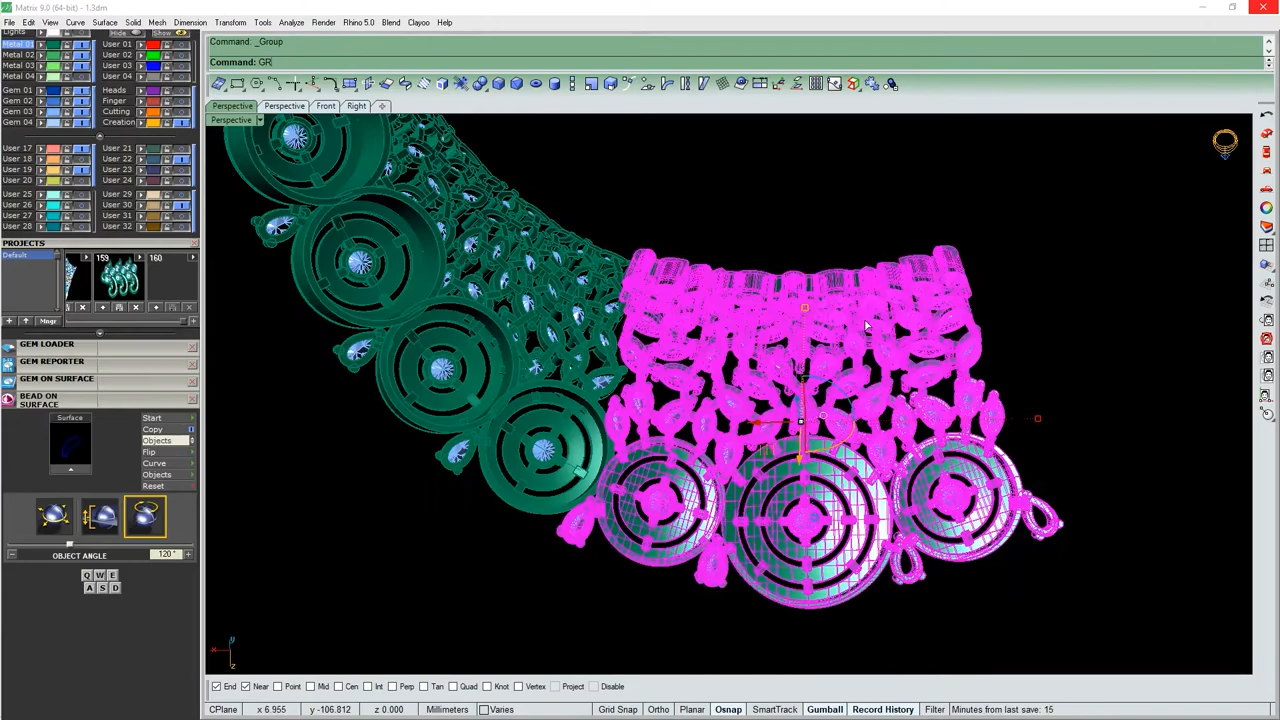 Matrix 9.0 (64-bit) - 1.3dm
File Edit View Curve Surface Solid Mesh Dimension Transform Tools Analyze Render Rhino 5.0 Blend Clayoo Help
Lights Hide Show
Metal 01 User 01
Metal 02 User 02
Metal 03 User 03
Metal 04 User 04
Gem 01 Heads
Gem 02 Finger
Gem 03 Cutting
Gem 04 Creation
User 17 User 21
User 18 User 22
User 19 User 23
User 20 User 24
User 25 User 29
User 26 User 30
User 27 User 31
User 28 User 32
PROJECTS
Default
159 160
Mngr
GEM LOADER
GEM REPORTER
GEM ON SURFACE
BEAD ON
SURFACE
Surface
Start
Copy
Objects
Flip
Curve
Objects
Reset
OBJECT ANGLE 120°
Q W E
A S D
Command: _Group
Command: GR
Perspective Perspective Front Right
Perspective
x y z
End Near Point Mid Cen Int Perp Tan Quad Knot Vertex Project Disable
CPlane x 6.955 y -106.812 z 0.000 Millimeters Varies Grid Snap Ortho Planar Osnap SmartTrack Gumball Record History Filter Minutes from last save: 15